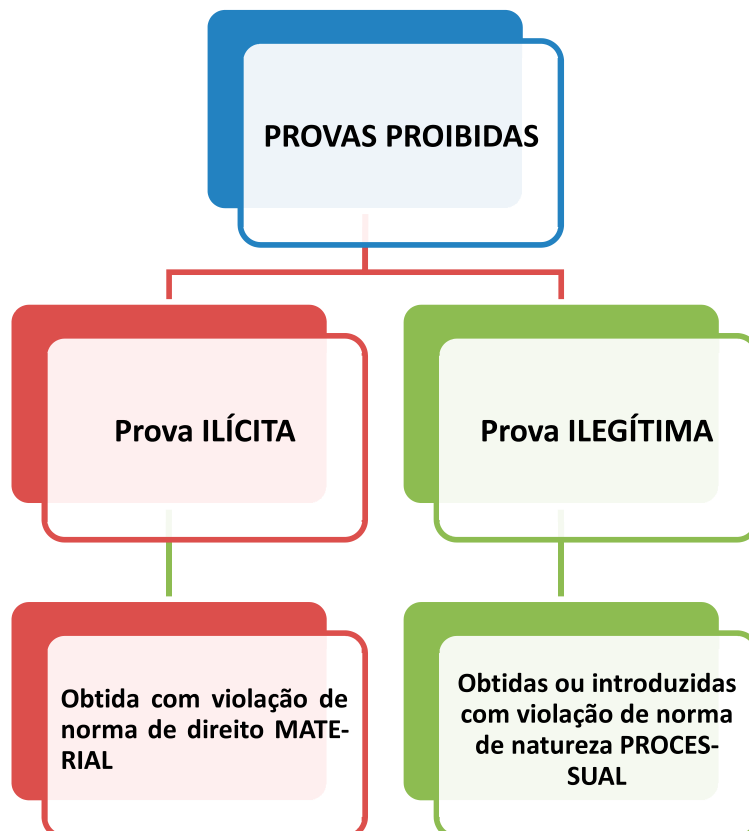 PROVAS PROIBIDAS
Prova ILÍCITA
Prova ILEGÍTIMA
Obtida com violação de
norma de direito MATE-
RIAL
Obtidas ou introduzidas
com violação de norma
de natureza PROCES-
SUAL